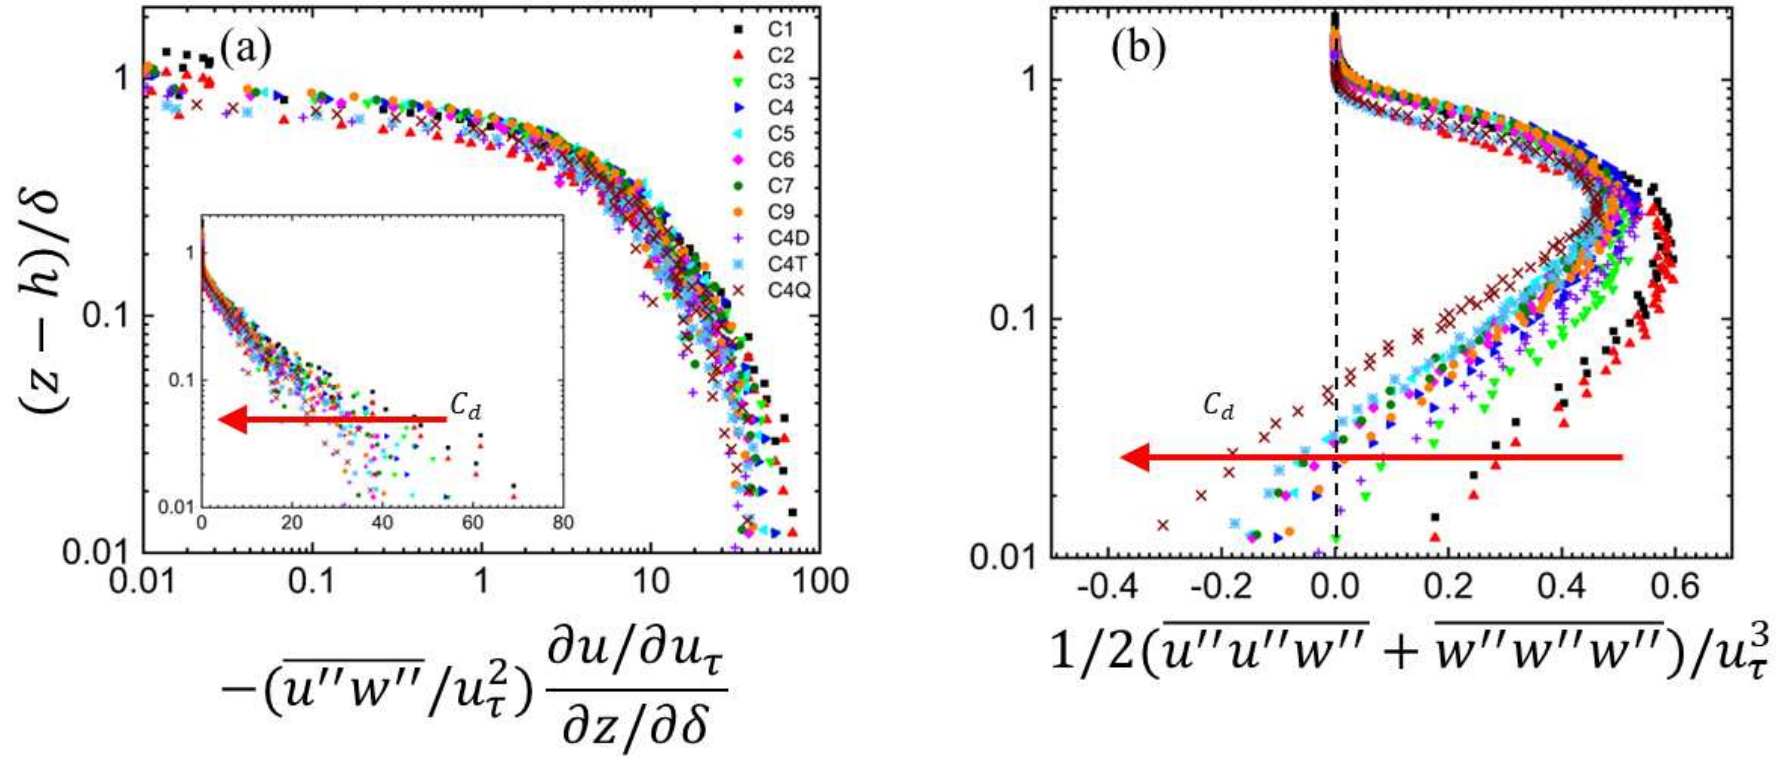 (a)
C1
C2
C3
C4
C5
C6
C7
C9
C4D
C4T
C4Q
1
0.1
0.01
(z − h)/δ
1
0.1
0.01
0 20 40 60 80
C_d
0.01 0.1 1 10 100
−(\overline{u′′w′′}/u_τ^2) \frac{∂u/∂u_τ}{∂z/∂δ}
(b)
1
0.1
0.01
C_d
-0.4 -0.2 0.0 0.2 0.4 0.6
1/2(\overline{u′′u′′w′′} + \overline{w′′w′′w′′})/u_τ^3